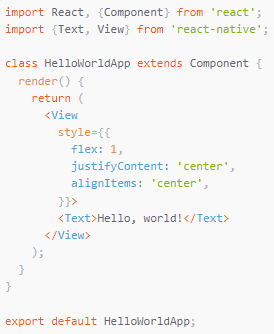 import React, {Component} from 'react';
import {Text, View} from 'react-native';

class HelloWorldApp extends Component {
  render() {
    return (
      <View
        style={{
          flex: 1,
          justifyContent: 'center',
          alignItems: 'center',
        }}>
        <Text>Hello, world!</Text>
      </View>
    );
  }
}

export default HelloWorldApp;